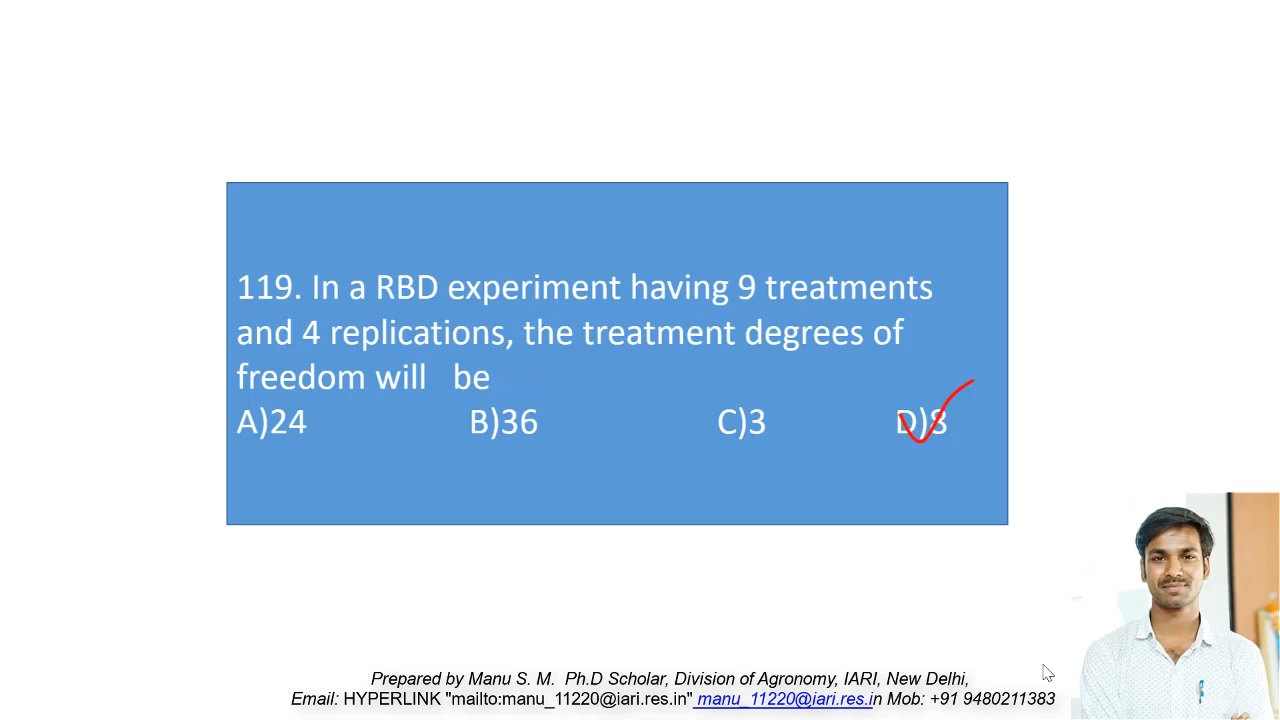 119. In a RBD experiment having 9 treatments
and 4 replications, the treatment degrees of
freedom will be
A)24 B)36 C)3 D)8
Prepared by Manu S. M. Ph.D Scholar, Division of Agronomy, IARI, New Delhi,
Email: HYPERLINK "mailto:manu_11220@iari.res.in" manu_11220@iari.res.in Mob: +91 9480211383